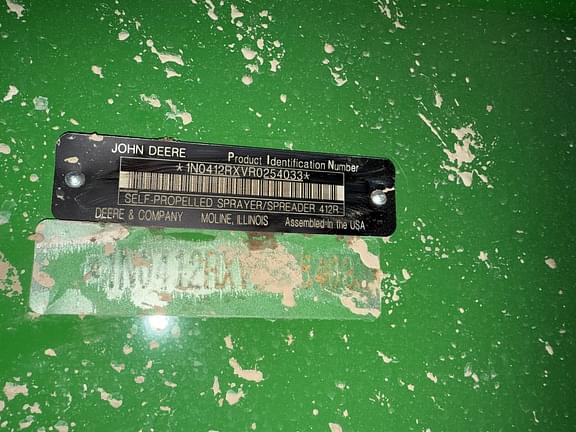 JOHN DEERE Product Identification Number
*1N0412RXVR0254033*
SELF-PROPELLED SPRAYER/SPREADER 412R
DEERE & COMPANY MOLINE, ILLINOIS Assembled in the USA